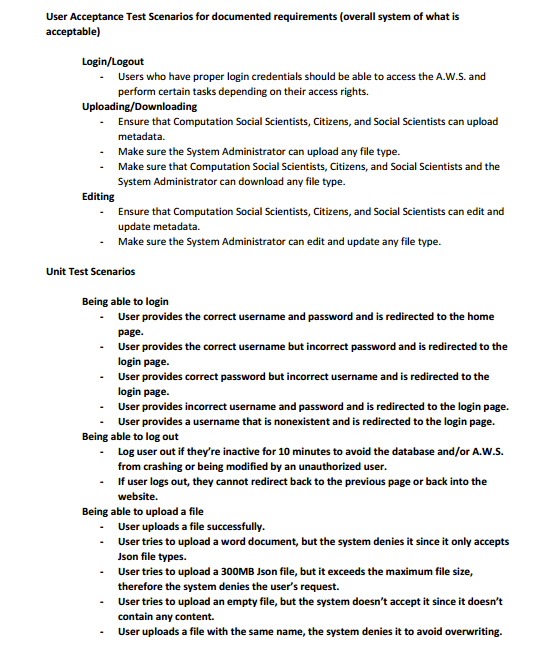 User Acceptance Test Scenarios for documented requirements (overall system of what is
acceptable)
Login/Logout
- Users who have proper login credentials should be able to access the A.W.S. and
perform certain tasks depending on their access rights.
Uploading/Downloading
- Ensure that Computation Social Scientists, Citizens, and Social Scientists can upload
metadata.
- Make sure the System Administrator can upload any file type.
- Make sure that Computation Social Scientists, Citizens, and Social Scientists and the
System Administrator can download any file type.
Editing
- Ensure that Computation Social Scientists, Citizens, and Social Scientists can edit and
update metadata.
- Make sure the System Administrator can edit and update any file type.
Unit Test Scenarios
Being able to login
- User provides the correct username and password and is redirected to the home
page.
- User provides the correct username but incorrect password and is redirected to the
login page.
- User provides correct password but incorrect username and is redirected to the
login page.
- User provides incorrect username and password and is redirected to the login page.
- User provides a username that is nonexistent and is redirected to the login page.
Being able to log out
- Log user out if they're inactive for 10 minutes to avoid the database and/or A.W.S.
from crashing or being modified by an unauthorized user.
- If user logs out, they cannot redirect back to the previous page or back into the
website.
Being able to upload a file
- User uploads a file successfully.
- User tries to upload a word document, but the system denies it since it only accepts
Json file types.
- User tries to upload a 300MB Json file, but it exceeds the maximum file size,
therefore the system denies the user's request.
- User tries to upload an empty file, but the system doesn't accept it since it doesn't
contain any content.
- User uploads a file with the same name, the system denies it to avoid overwriting.